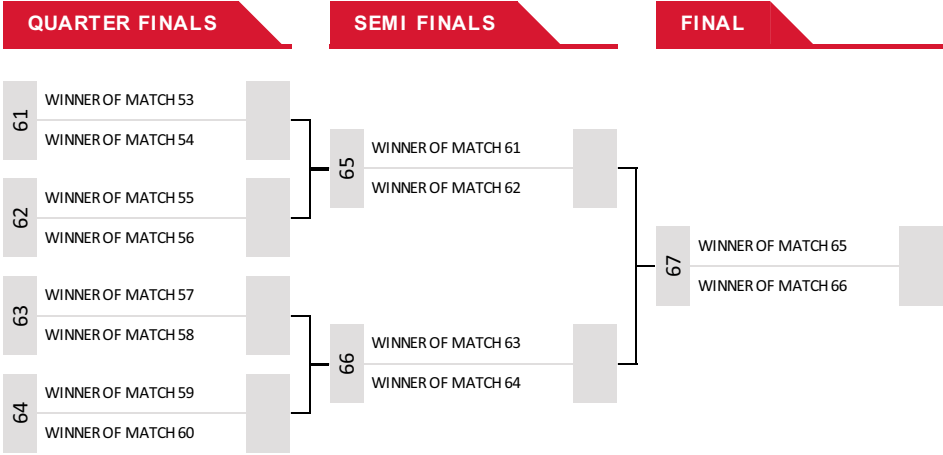 QUARTER FINALS
SEMI FINALS
FINAL
61
WINNER OF MATCH 53
WINNER OF MATCH 54
62
WINNER OF MATCH 55
WINNER OF MATCH 56
63
WINNER OF MATCH 57
WINNER OF MATCH 58
64
WINNER OF MATCH 59
WINNER OF MATCH 60
65
WINNER OF MATCH 61
WINNER OF MATCH 62
66
WINNER OF MATCH 63
WINNER OF MATCH 64
67
WINNER OF MATCH 65
WINNER OF MATCH 66